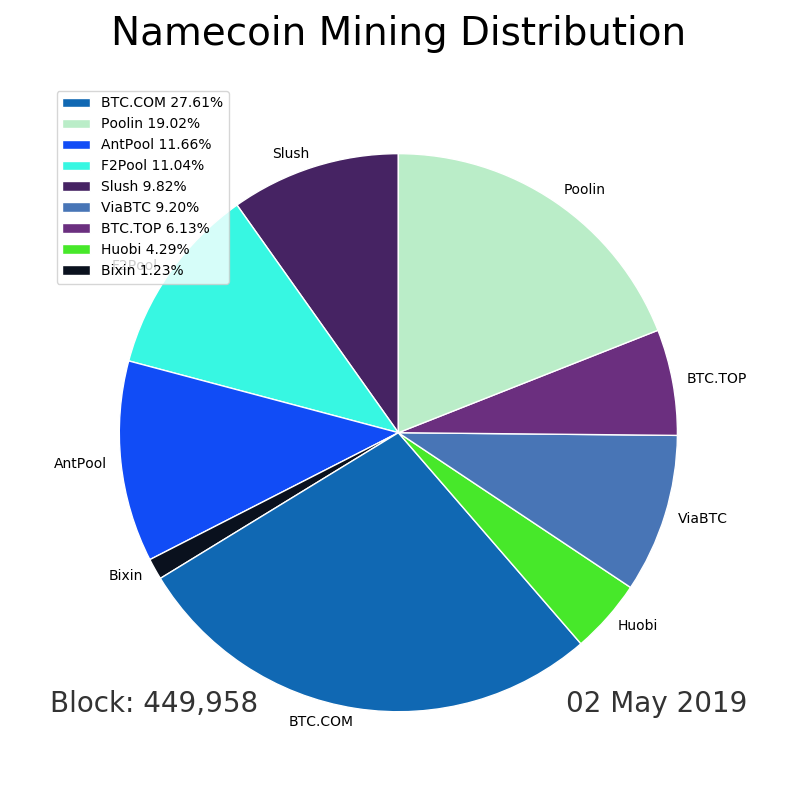 Namecoin Mining Distribution
BTC.COM 27.61%
Poolin 19.02%
AntPool 11.66%
F2Pool 11.04%
Slush 9.82%
ViaBTC 9.20%
BTC.TOP 6.13%
Huobi 4.29%
Bixin 1.23%
Slush
Poolin
F2Pool
BTC.TOP
AntPool
ViaBTC
Bixin
Huobi
BTC.COM
Block: 449,958
02 May 2019